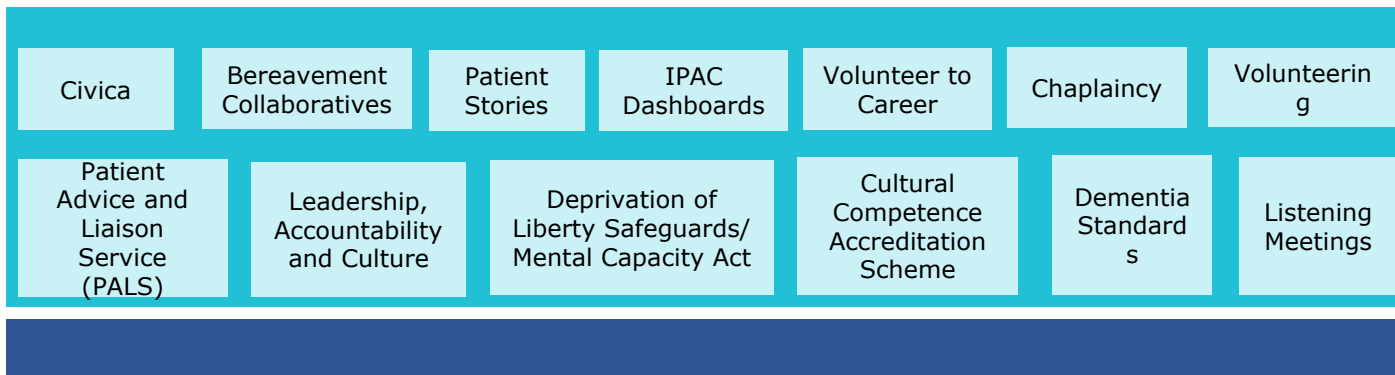 Civica
Bereavement
Collaboratives
Patient
Stories
IPAC
Dashboards
Volunteer to
Career
Chaplaincy
Volunteerin
g
Patient
Advice and
Liaison
Service
(PALS)
Leadership,
Accountability
and Culture
Deprivation of
Liberty Safeguards/
Mental Capacity Act
Cultural
Competence
Accreditation
Scheme
Dementia
Standard
s
Listening
Meetings